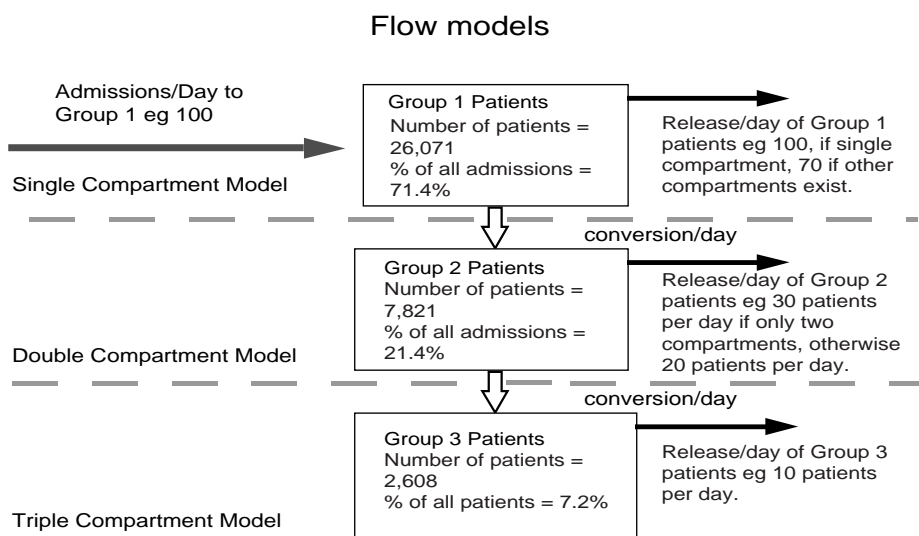 Flow models
Admissions/Day to
Group 1 eg 100
Group 1 Patients
Number of patients =
26,071
% of all admissions =
71.4%
Release/day of Group 1
patients eg 100, if single
compartment, 70 if other
compartments exist.
Single Compartment Model
conversion/day
Group 2 Patients
Number of patients =
7,821
% of all admissions =
21.4%
Release/day of Group 2
patients eg 30 patients
per day if only two
compartments, otherwise
20 patients per day.
Double Compartment Model
conversion/day
Group 3 Patients
Number of patients =
2,608
% of all patients = 7.2%
Release/day of Group 3
patients eg 10 patients
per day.
Triple Compartment Model